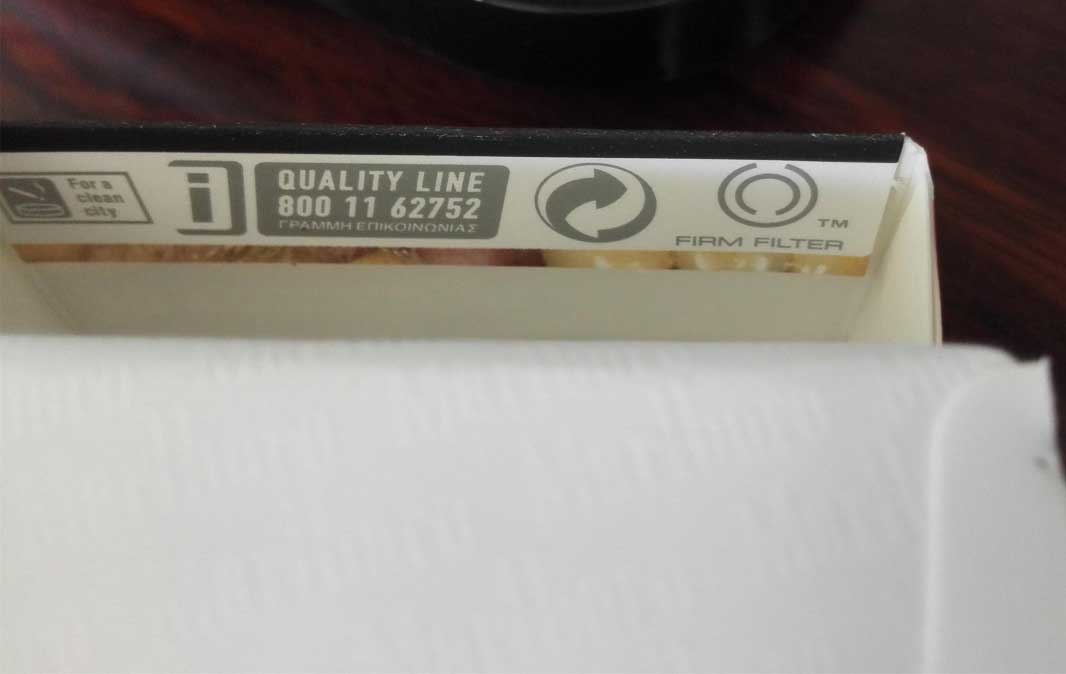 For a
clean
city
i
QUALITY LINE
800 11 62752
ΓΡΑΜΜΗ ΕΠΙΚΟΙΝΩΝΙΑΣ
TM
FIRM FILTER